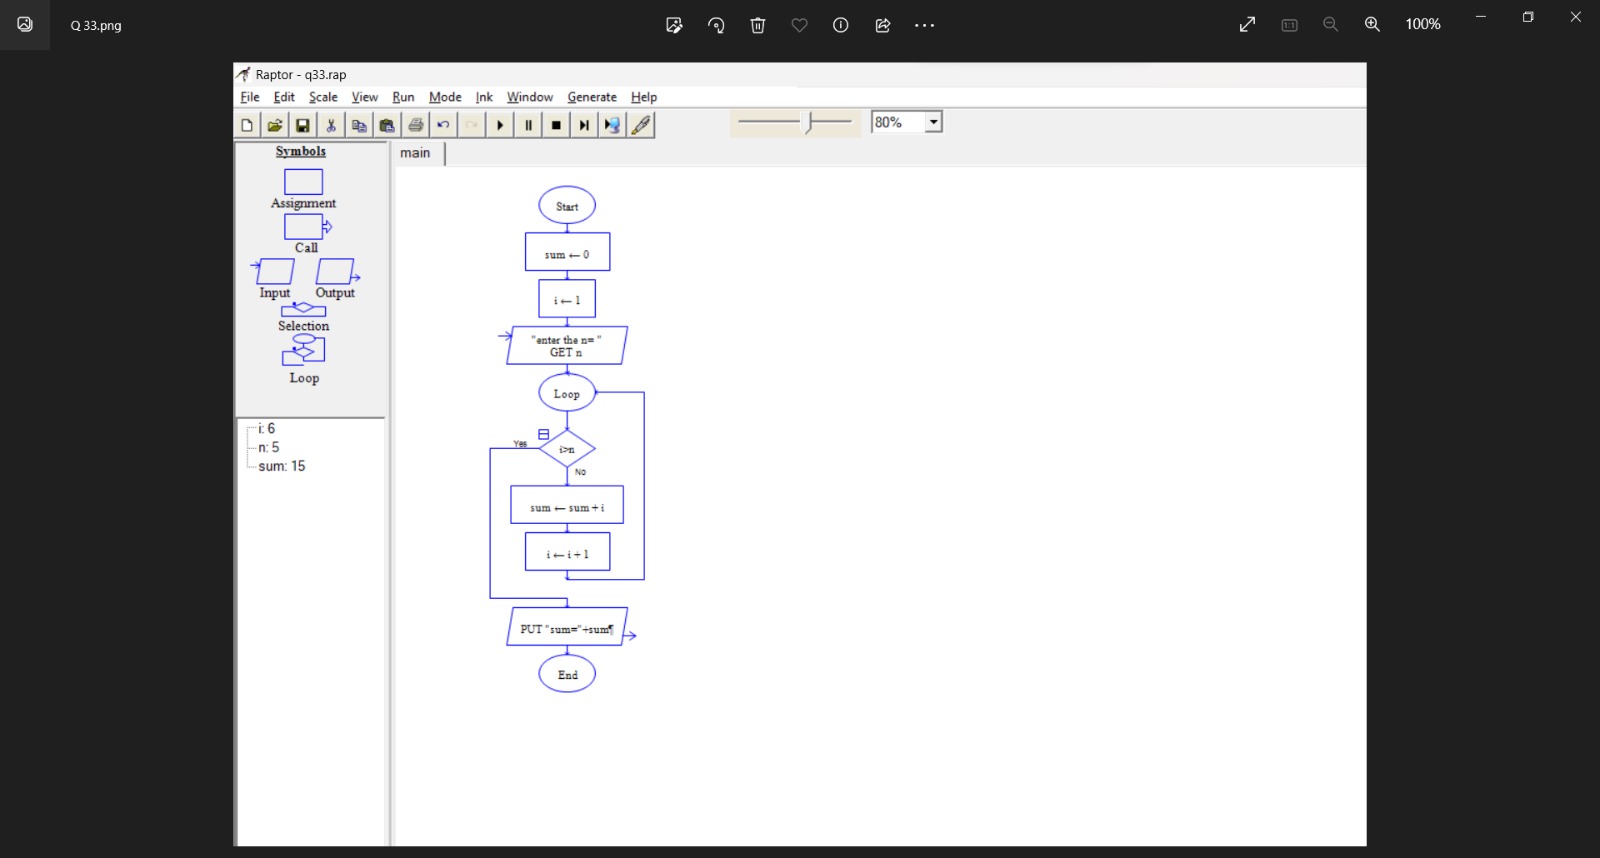 Q 33.png
100%
Raptor - q33.rap
File Edit Scale View Run Mode Ink Window Generate Help
80%
Symbols
main
Assignment
Call
Input Output
Selection
Loop
i: 6
n: 5
sum: 15
Start
sum ← 0
i ← 1
"enter the n= "
GET n
Loop
Yes
i>n
No
sum ← sum + i
i ← i + 1
PUT "sum="+sum¶
End